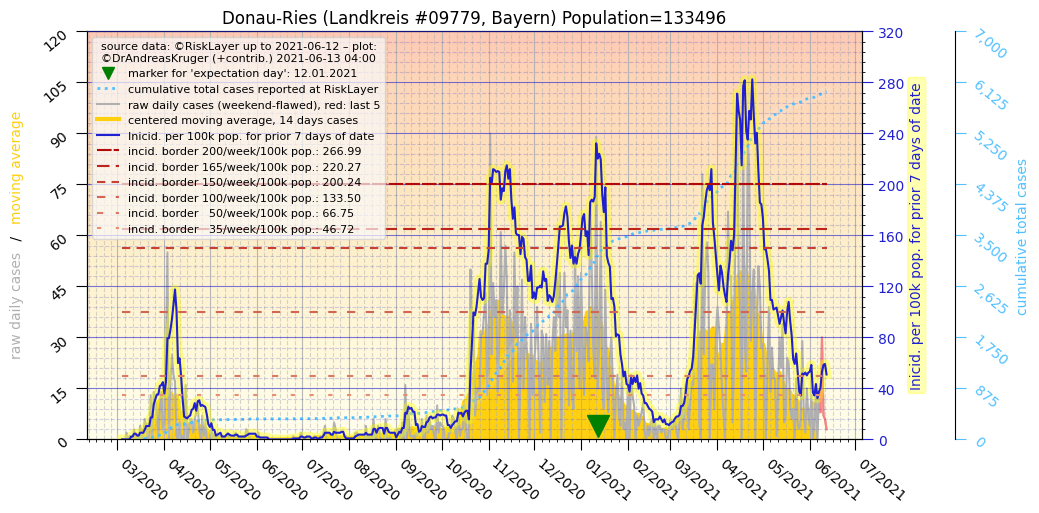 Donau-Ries (Landkreis #09779, Bayern) Population=133496
source data: ©RiskLayer up to 2021-06-12 – plot:
©DrAndreasKruger (+contrib.) 2021-06-13 04:00
marker for 'expectation day': 12.01.2021
cumulative total cases reported at RiskLayer
raw daily cases (weekend-flawed), red: last 5
centered moving average, 14 days cases
Inicid. per 100k pop. for prior 7 days of date
incid. border 200/week/100k pop.: 266.99
incid. border 165/week/100k pop.: 220.27
incid. border 150/week/100k pop.: 200.24
incid. border 100/week/100k pop.: 133.50
incid. border   50/week/100k pop.: 66.75
incid. border   35/week/100k pop.: 46.72
raw daily cases / moving average
120
105
90
75
60
45
30
15
0
320
280
240
200
160
120
80
40
0
Inicid. per 100k pop. for prior 7 days of date
7,000
6,125
5,250
4,375
3,500
2,625
1,750
875
0
cumulative total cases
03/2020
04/2020
05/2020
06/2020
07/2020
08/2020
09/2020
10/2020
11/2020
12/2020
01/2021
02/2021
03/2021
04/2021
05/2021
06/2021
07/2021